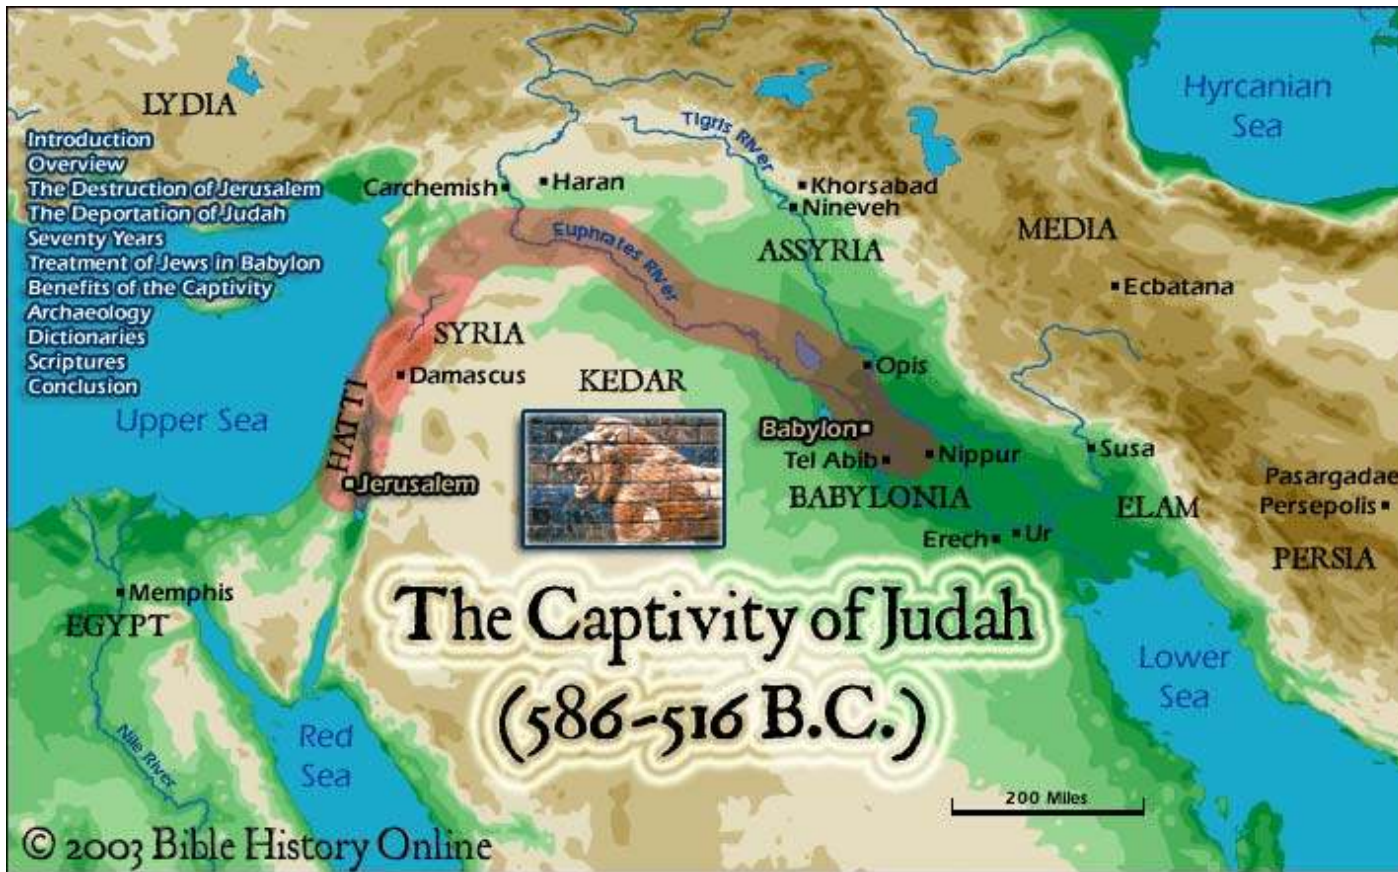 Hyrcanian
Sea
LYDIA
Introduction
Overview
The Destruction of Jerusalem
The Deportation of Judah
Seventy Years
Treatment of Jews in Babylon
Benefits of the Captivity
Archaeology
Dictionaries
Scriptures
Conclusion
Tigris River
Carchemish
Haran
Khorsabad
Nineveh
ASSYRIA
MEDIA
Euphrates River
Ecbatana
SYRIA
Damascus
KEDAR
Opis
Upper Sea
HATTI
Babylon
Tel Abib
Nippur
Susa
Jerusalem
BABYLONIA
ELAM
Pasargadae
Persepolis
Erech
Ur
PERSIA
Memphis
EGYPT
The Captivity of Judah
(586-516 B.C.)
Lower
Sea
Red
Sea
Nile River
200 Miles
© 2003 Bible History Online